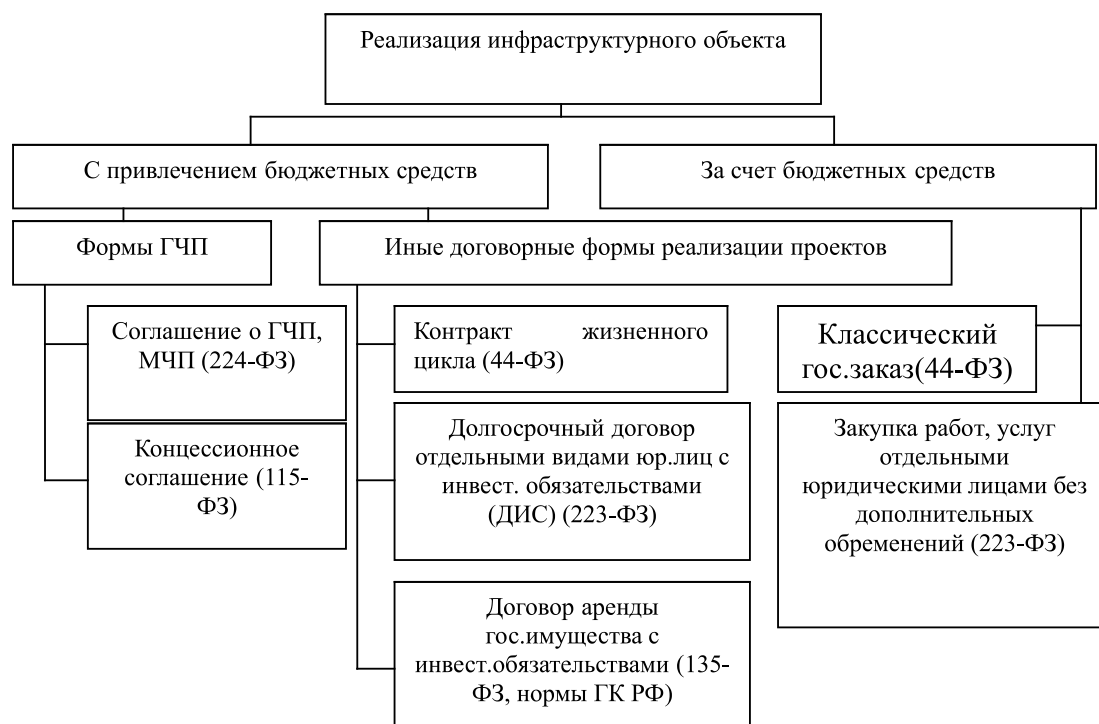 Реализация инфраструктурного объекта
С привлечением бюджетных средств
За счет бюджетных средств
Формы ГЧП
Иные договорные формы реализации проектов
Соглашение о ГЧП,
МЧП (224-ФЗ)
Концессионное
соглашение (115-
ФЗ)
Контракт жизненного
цикла (44-ФЗ)
Долгосрочный договор
отдельными видами юр.лиц с
инвест. обязательствами
(ДИС) (223-ФЗ)
Договор аренды
гос.имущества с
инвест.обязательствами (135-
ФЗ, нормы ГК РФ)
Классический
гос.заказ(44-ФЗ)
Закупка работ, услуг
отдельными
юридическими лицами без
дополнительных
обременений (223-ФЗ)